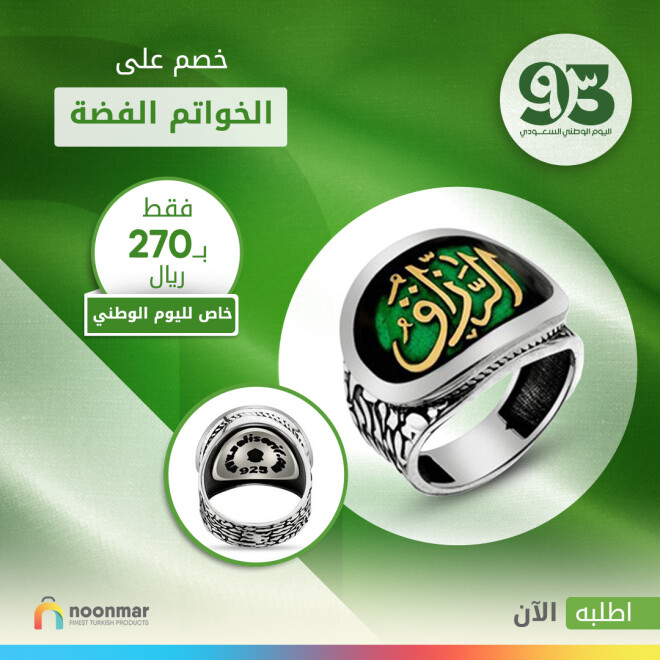 خصم على
الخواتم الفضة
93
اليوم الوطني السعودي
فقط
بـ270
ريال
خاص لليوم الوطني
الرزاق
925
noonmar
FINEST TURKISH PRODUCTS
اطلبه الآن